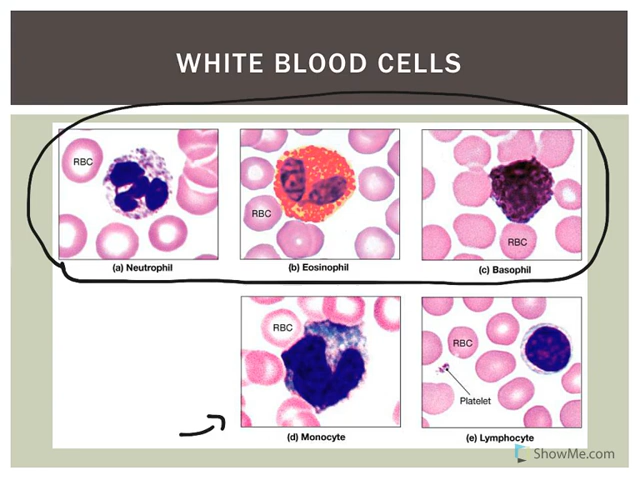 WHITE BLOOD CELLS
RBC
RBC
RBC
(a) Neutrophil
(b) Eosinophil
(c) Basophil
RBC
RBC
Platelet
(d) Monocyte
(e) Lymphocyte
ShowMe.com